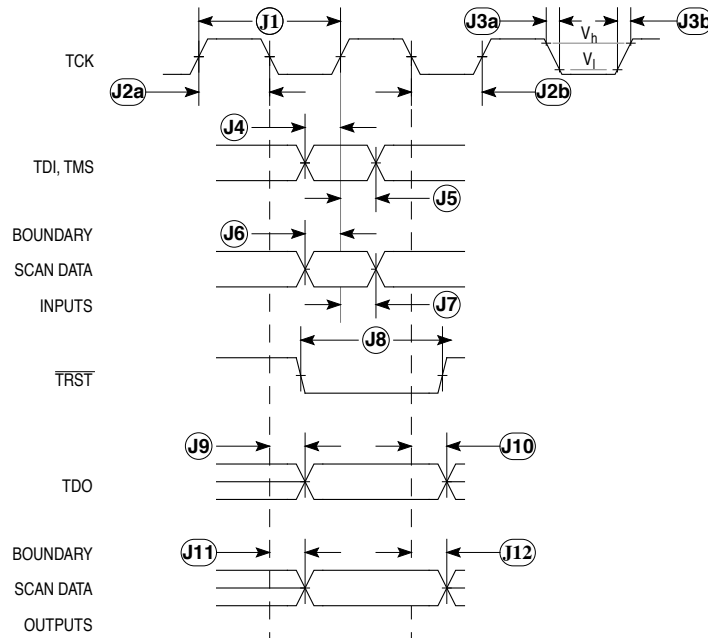 J1
J3a
J3b
TCK
Vh
Vl
J2a
J2b
J4
TDI, TMS
J5
BOUNDARY
J6
SCAN DATA
INPUTS
J7
J8
TRST
J9
J10
TDO
BOUNDARY
J11
J12
SCAN DATA
OUTPUTS